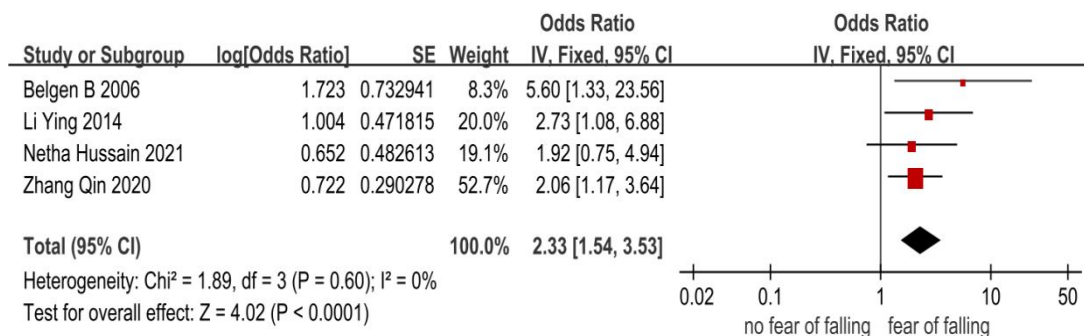 Odds Ratio Odds Ratio
Study or Subgroup log[Odds Ratio] SE Weight IV, Fixed, 95% CI IV, Fixed, 95% CI
Belgen B 2006 1.723 0.732941 8.3% 5.60 [1.33, 23.56]
Li Ying 2014 1.004 0.471815 20.0% 2.73 [1.08, 6.88]
Netha Hussain 2021 0.652 0.482613 19.1% 1.92 [0.75, 4.94]
Zhang Qin 2020 0.722 0.290278 52.7% 2.06 [1.17, 3.64]
Total (95% CI) 100.0% 2.33 [1.54, 3.53]
Heterogeneity: Chi² = 1.89, df = 3 (P = 0.60); I² = 0%
Test for overall effect: Z = 4.02 (P < 0.0001)
0.02 0.1 1 10 50
no fear of falling fear of falling